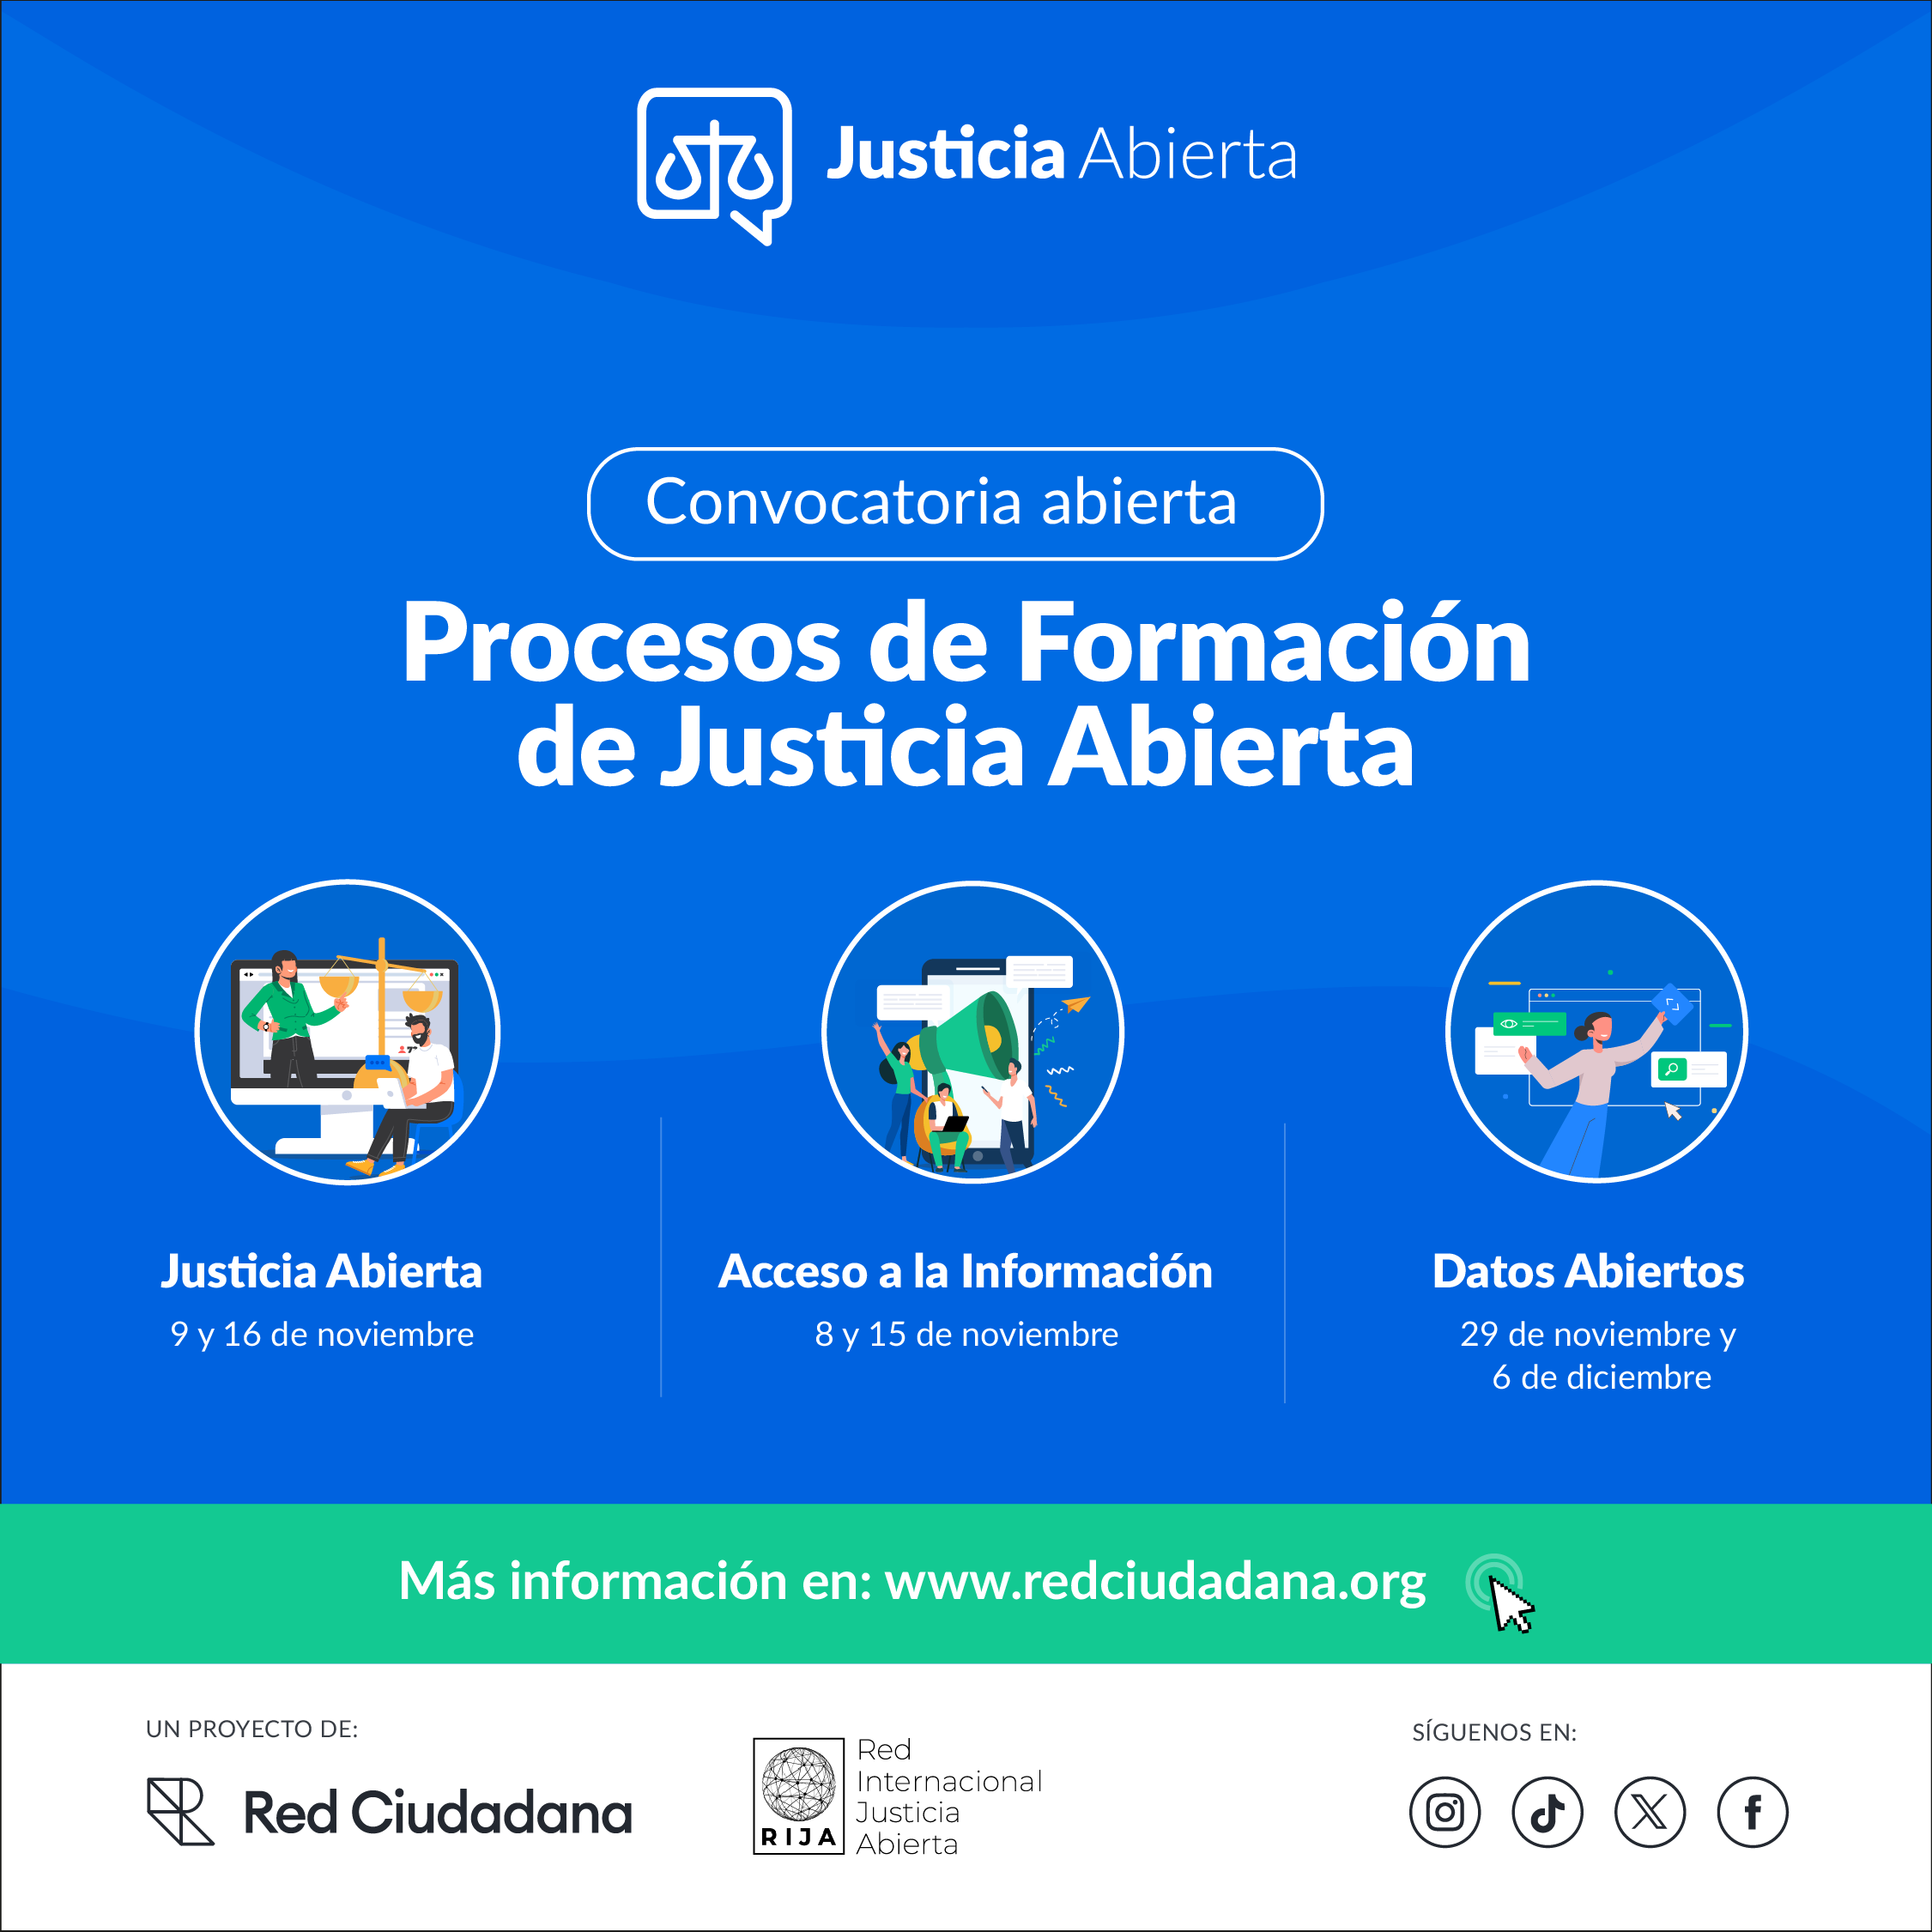 Justicia Abierta
Convocatoria abierta
Procesos de Formación
de Justicia Abierta
Justicia Abierta
9 y 16 de noviembre
Acceso a la Información
8 y 15 de noviembre
Datos Abiertos
29 de noviembre y
6 de diciembre
Más información en: www.redciudadana.org
UN PROYECTO DE:
Red Ciudadana
RIJA
Red
Internacional
Justicia
Abierta
SÍGUENOS EN: